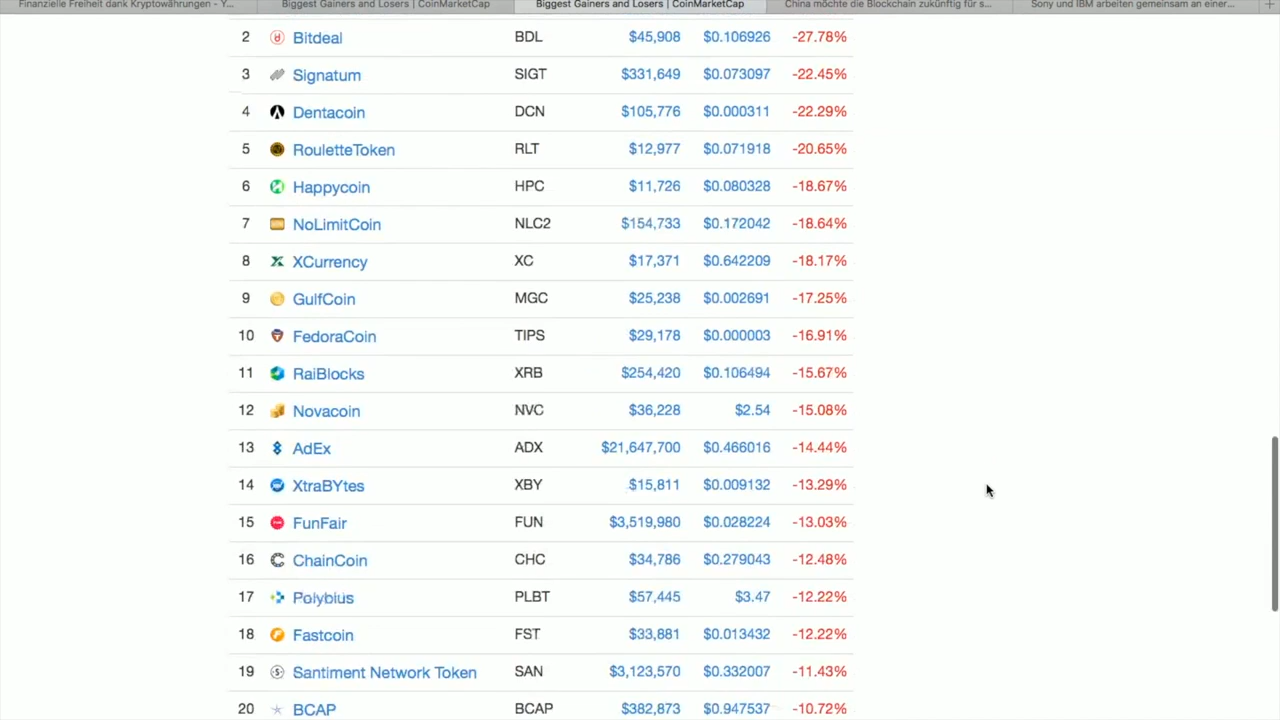 Finanzielle Freiheit dank Kryptowährungen - Y... Biggest Gainers and Losers | CoinMarketCap Biggest Gainers and Losers | CoinMarketCap China möchte die Blockchain zukünftig für s... Sony und IBM arbeiten gemeinsam an einer... +
2 Bitdeal BDL $45,908 $0.106926 -27.78%
3 Signatum SIGT $331,649 $0.073097 -22.45%
4 Dentacoin DCN $105,776 $0.000311 -22.29%
5 RouletteToken RLT $12,977 $0.071918 -20.65%
6 Happycoin HPC $11,726 $0.080328 -18.67%
7 NoLimitCoin NLC2 $154,733 $0.172042 -18.64%
8 XCurrency XC $17,371 $0.642209 -18.17%
9 GulfCoin MGC $25,238 $0.002691 -17.25%
10 FedoraCoin TIPS $29,178 $0.000003 -16.91%
11 RaiBlocks XRB $254,420 $0.106494 -15.67%
12 Novacoin NVC $36,228 $2.54 -15.08%
13 AdEx ADX $21,647,700 $0.466016 -14.44%
14 XtraBYtes XBY $15,811 $0.009132 -13.29%
15 FunFair FUN $3,519,980 $0.028224 -13.03%
16 ChainCoin CHC $34,786 $0.279043 -12.48%
17 Polybius PLBT $57,445 $3.47 -12.22%
18 Fastcoin FST $33,881 $0.013432 -12.22%
19 Santiment Network Token SAN $3,123,570 $0.332007 -11.43%
20 BCAP BCAP $382,873 $0.947537 -10.72%